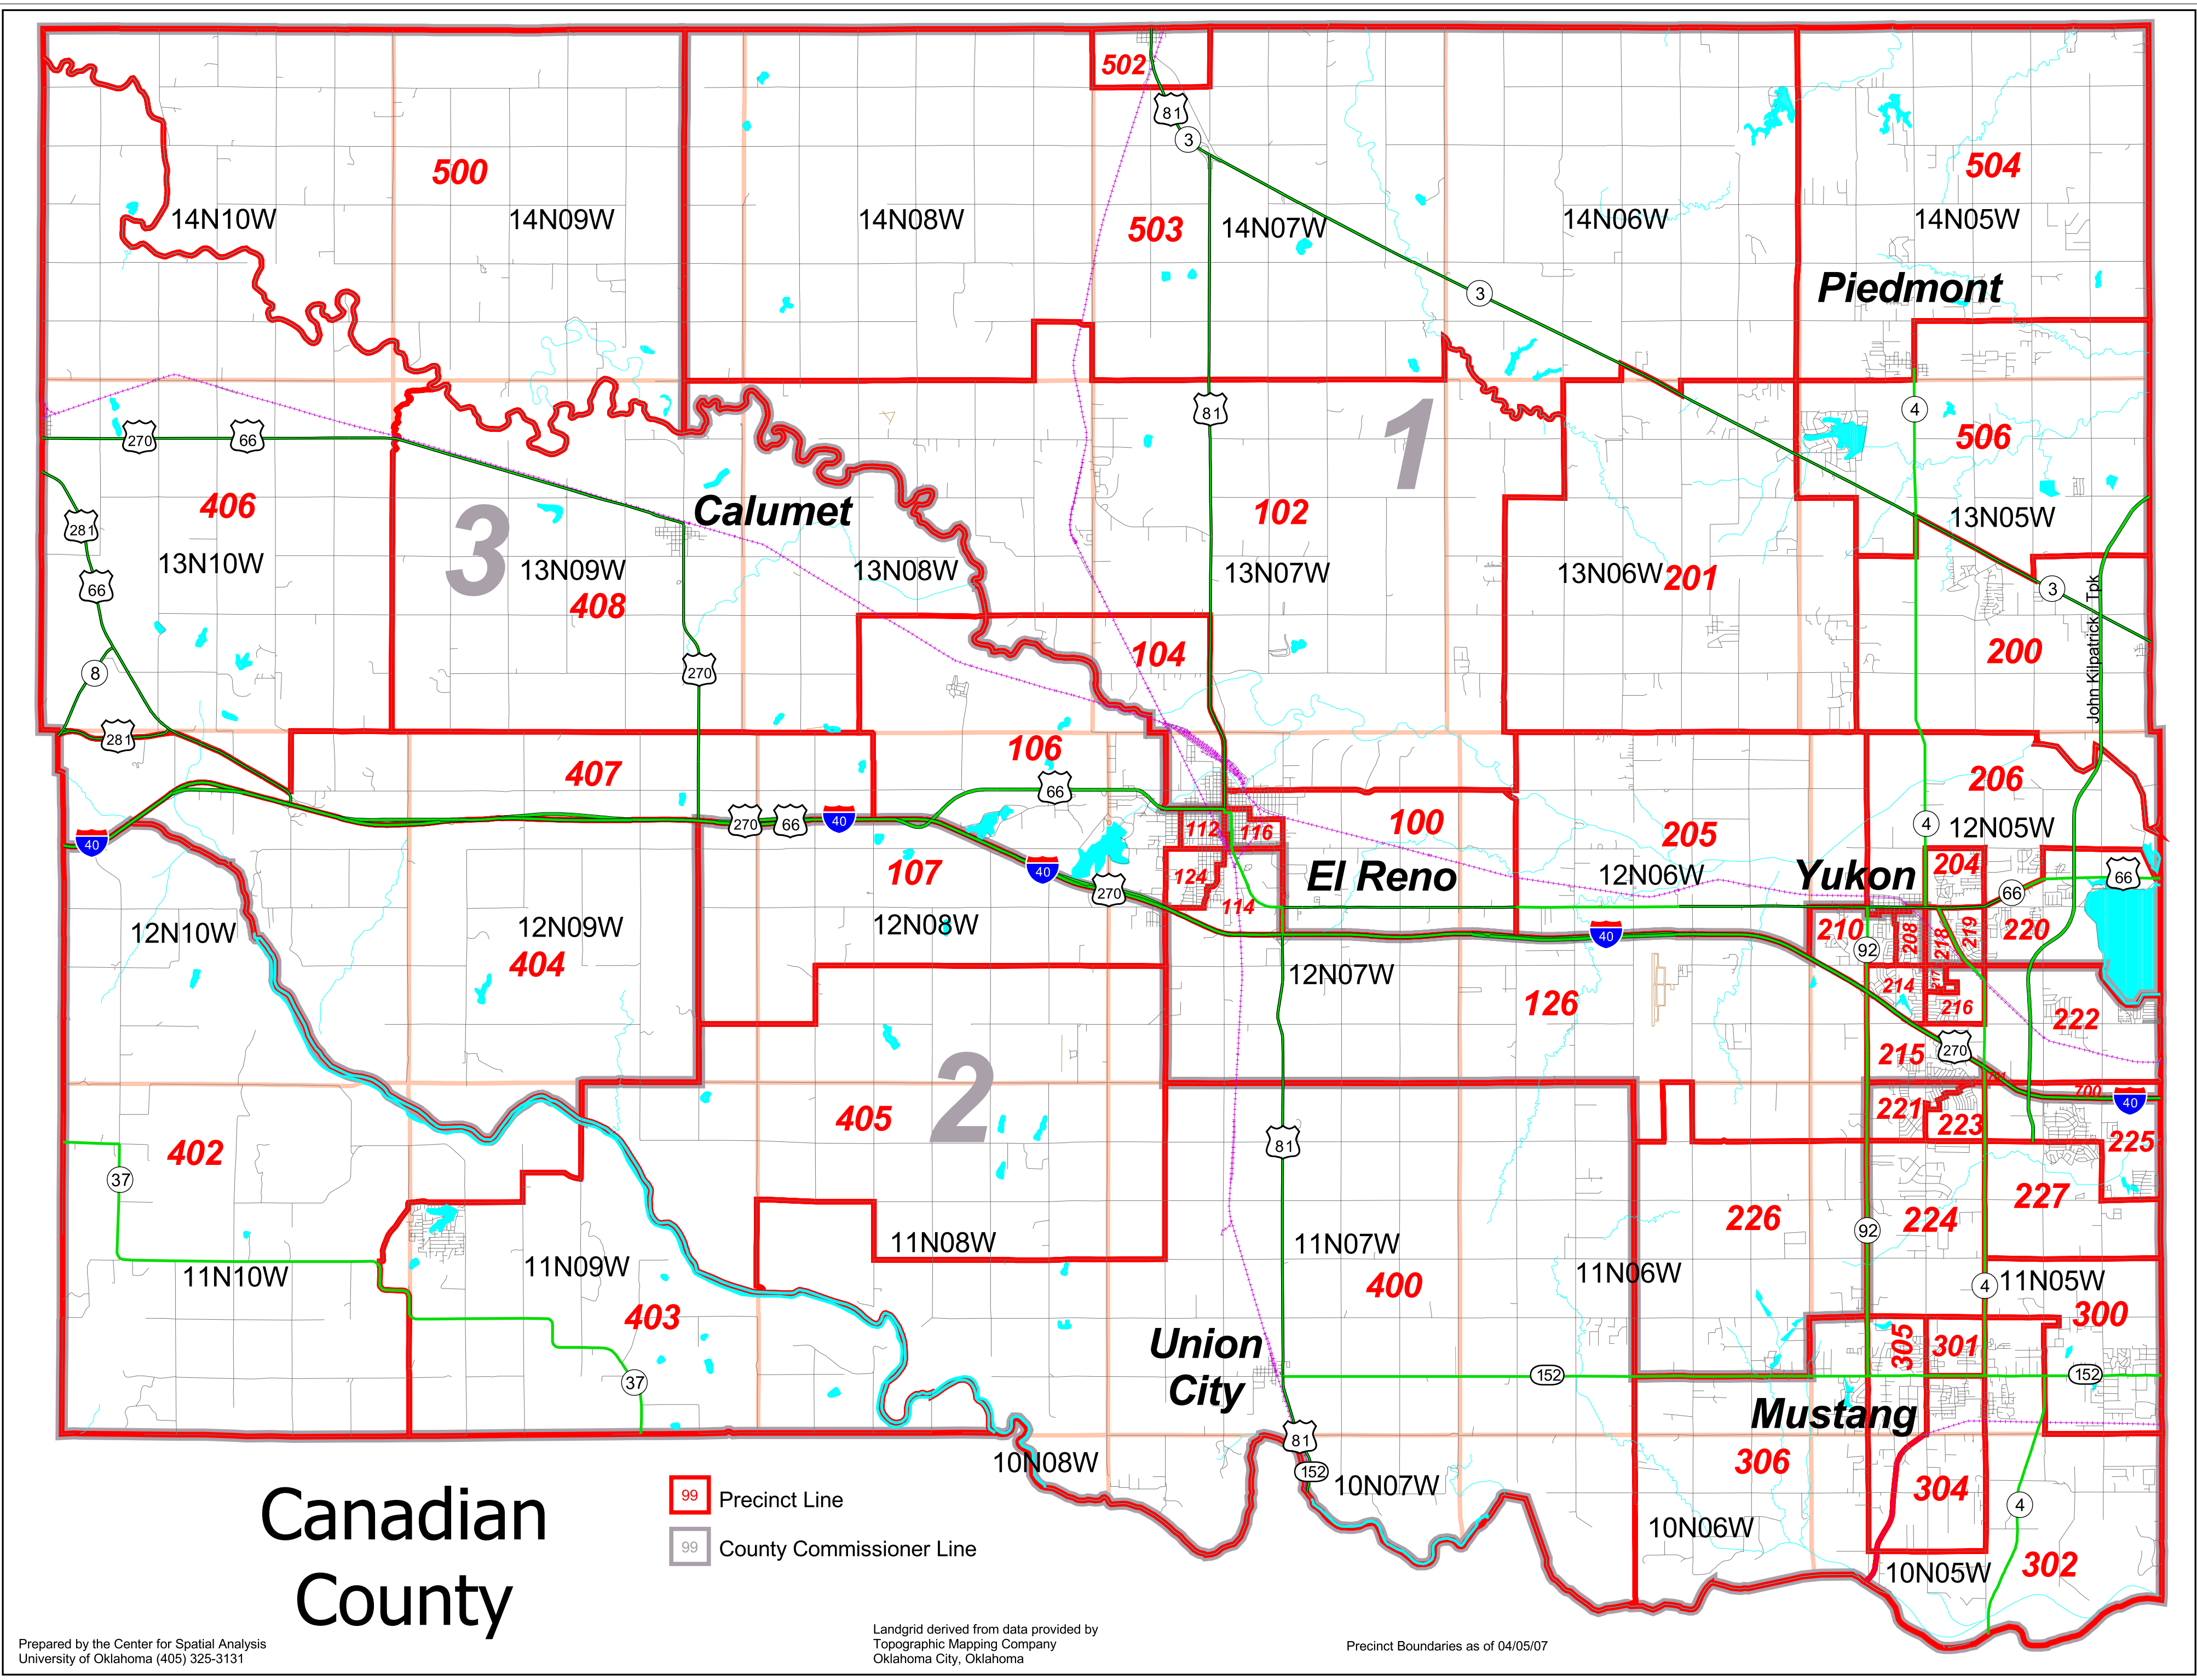 502
81
3
500
504
14N10W
14N09W
14N08W
503
14N07W
14N06W
14N05W
Piedmont
3
81
1
4
270
66
506
406
3
Calumet
102
281
13N05W
13N10W
13N09W
13N08W
13N07W
13N06W
201
66
408
3
John Kilpatrick Tpk
8
270
104
200
281
407
106
206
66
270
66
40
112
116
100
205
4
12N05W
40
107
40
270
124
El Reno
12N06W
Yukon
204
66
66
114
12N10W
12N09W
12N08W
404
40
210
92
208
218
219
220
12N07W
126
214
217
216
222
2
215
270
405
700
40
402
81
221
223
225
37
11N08W
11N07W
226
92
224
227
11N10W
11N09W
400
11N06W
4
11N05W
403
300
Union
City
305
301
37
152
152
Mustang
81
10N08W
152
10N07W
306
304
4
10N06W
10N05W
302
Canadian
County
99 Precinct Line
99 County Commissioner Line
Prepared by the Center for Spatial Analysis
University of Oklahoma (405) 325-3131
Landgrid derived from data provided by
Topographic Mapping Company
Oklahoma City, Oklahoma
Precinct Boundaries as of 04/05/07